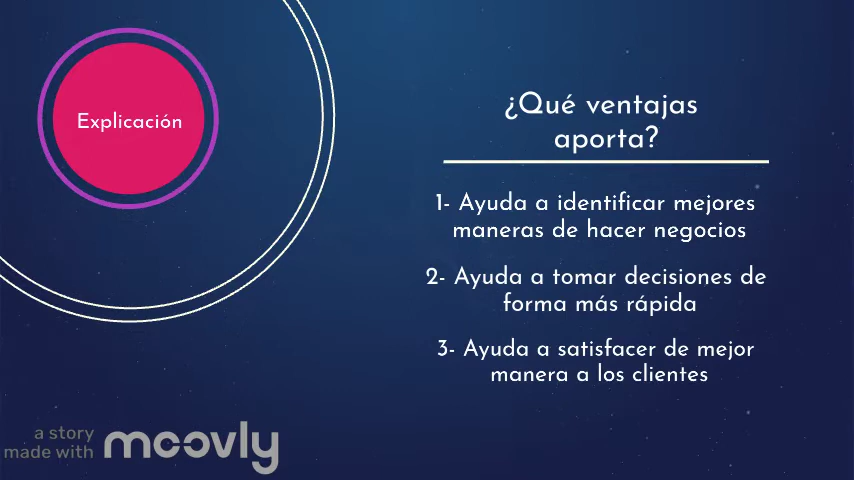 Explicación
¿Qué ventajas
aporta?
1- Ayuda a identificar mejores
maneras de hacer negocios
2- Ayuda a tomar decisiones de
forma más rápida
3- Ayuda a satisfacer de mejor
manera a los clientes
a story
made with
moovly